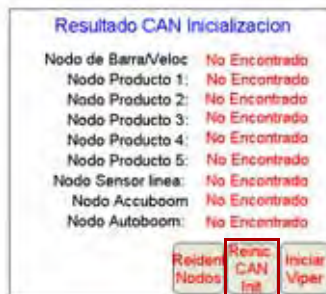 Resultado CAN Inicializacion
Nodo de Barra/Veloc No Encontrado
Nodo Producto 1: No Encontrado
Nodo Producto 2: No Encontrado
Nodo Producto 3: No Encontrado
Nodo Producto 4: No Encontrado
Nodo Producto 5: No Encontrado
Nodo Sensor linea: No Encontrado
Nodo Accuboom No Encontrado
Nodo Autoboom: No Encontrado
Reiden
Nodos
Reinic
CAN
Init
Iniciar
Viper